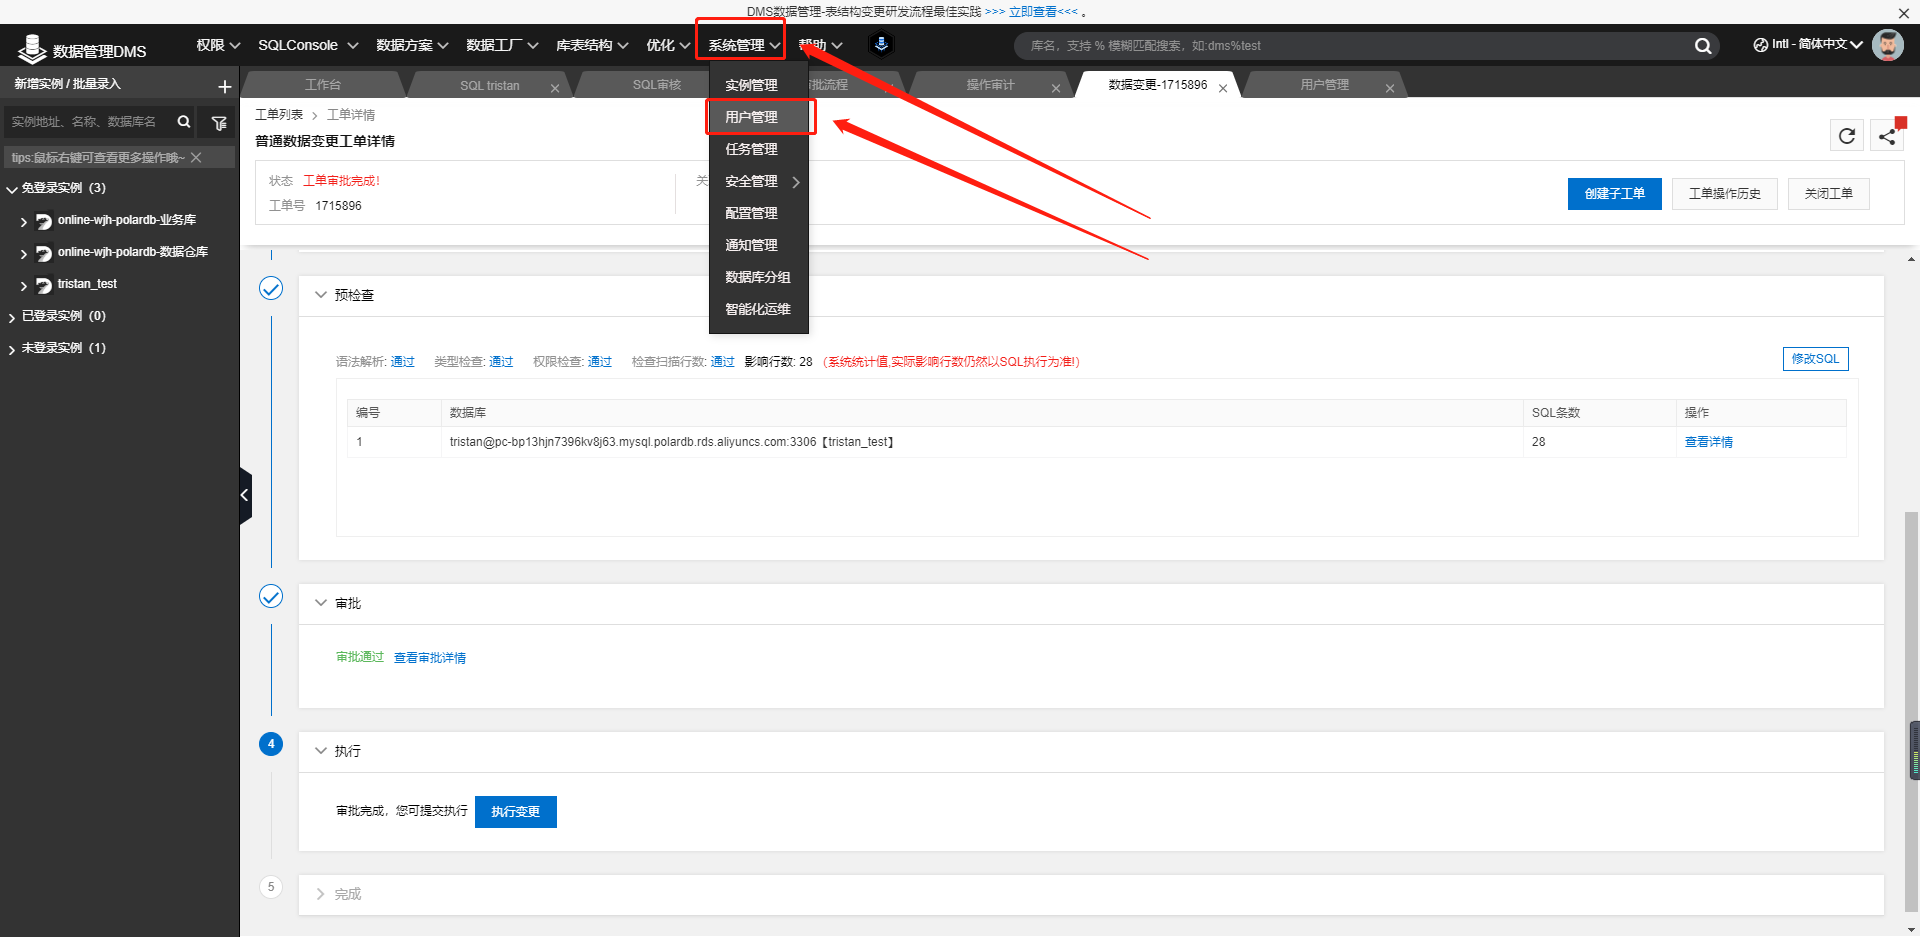 DMS数据管理-表结构变更研发流程最佳实践 >>> 立即查看<<< 。
数据管理DMS
权限 SQLConsole 数据方案 数据工厂 库表结构 优化 系统管理 帮助
库名，支持 % 模糊匹配搜索，如:dms%test
Intl - 简体中文
新增实例 / 批量录入
工作台 SQL tristan SQL审核 批流程 操作审计 数据变更-1715896 用户管理
实例管理
用户管理
任务管理
安全管理
配置管理
通知管理
数据库分组
智能化运维
实例地址、名称、数据库名
tips:鼠标右键可查看更多操作哦~
免登录实例（3）
online-wjh-polardb-业务库
online-wjh-polardb-数据仓库
tristan_test
已登录实例（0）
未登录实例（1）
工单列表 > 工单详情
普通数据变更工单详情
状态 工单审批完成！ 关
工单号 1715896
创建子工单 工单操作历史 关闭工单
预检查
语法解析: 通过 类型检查: 通过 权限检查: 通过 检查扫描行数: 通过 影响行数: 28 （系统统计值,实际影响行数仍然以SQL执行为准!）
修改SQL
编号 数据库 SQL条数 操作
1 tristan@pc-bp13hjn7396kv8j63.mysql.polardb.rds.aliyuncs.com:3306【tristan_test】 28 查看详情
审批
审批通过 查看审批详情
4 执行
审批完成，您可提交执行 执行变更
5 完成